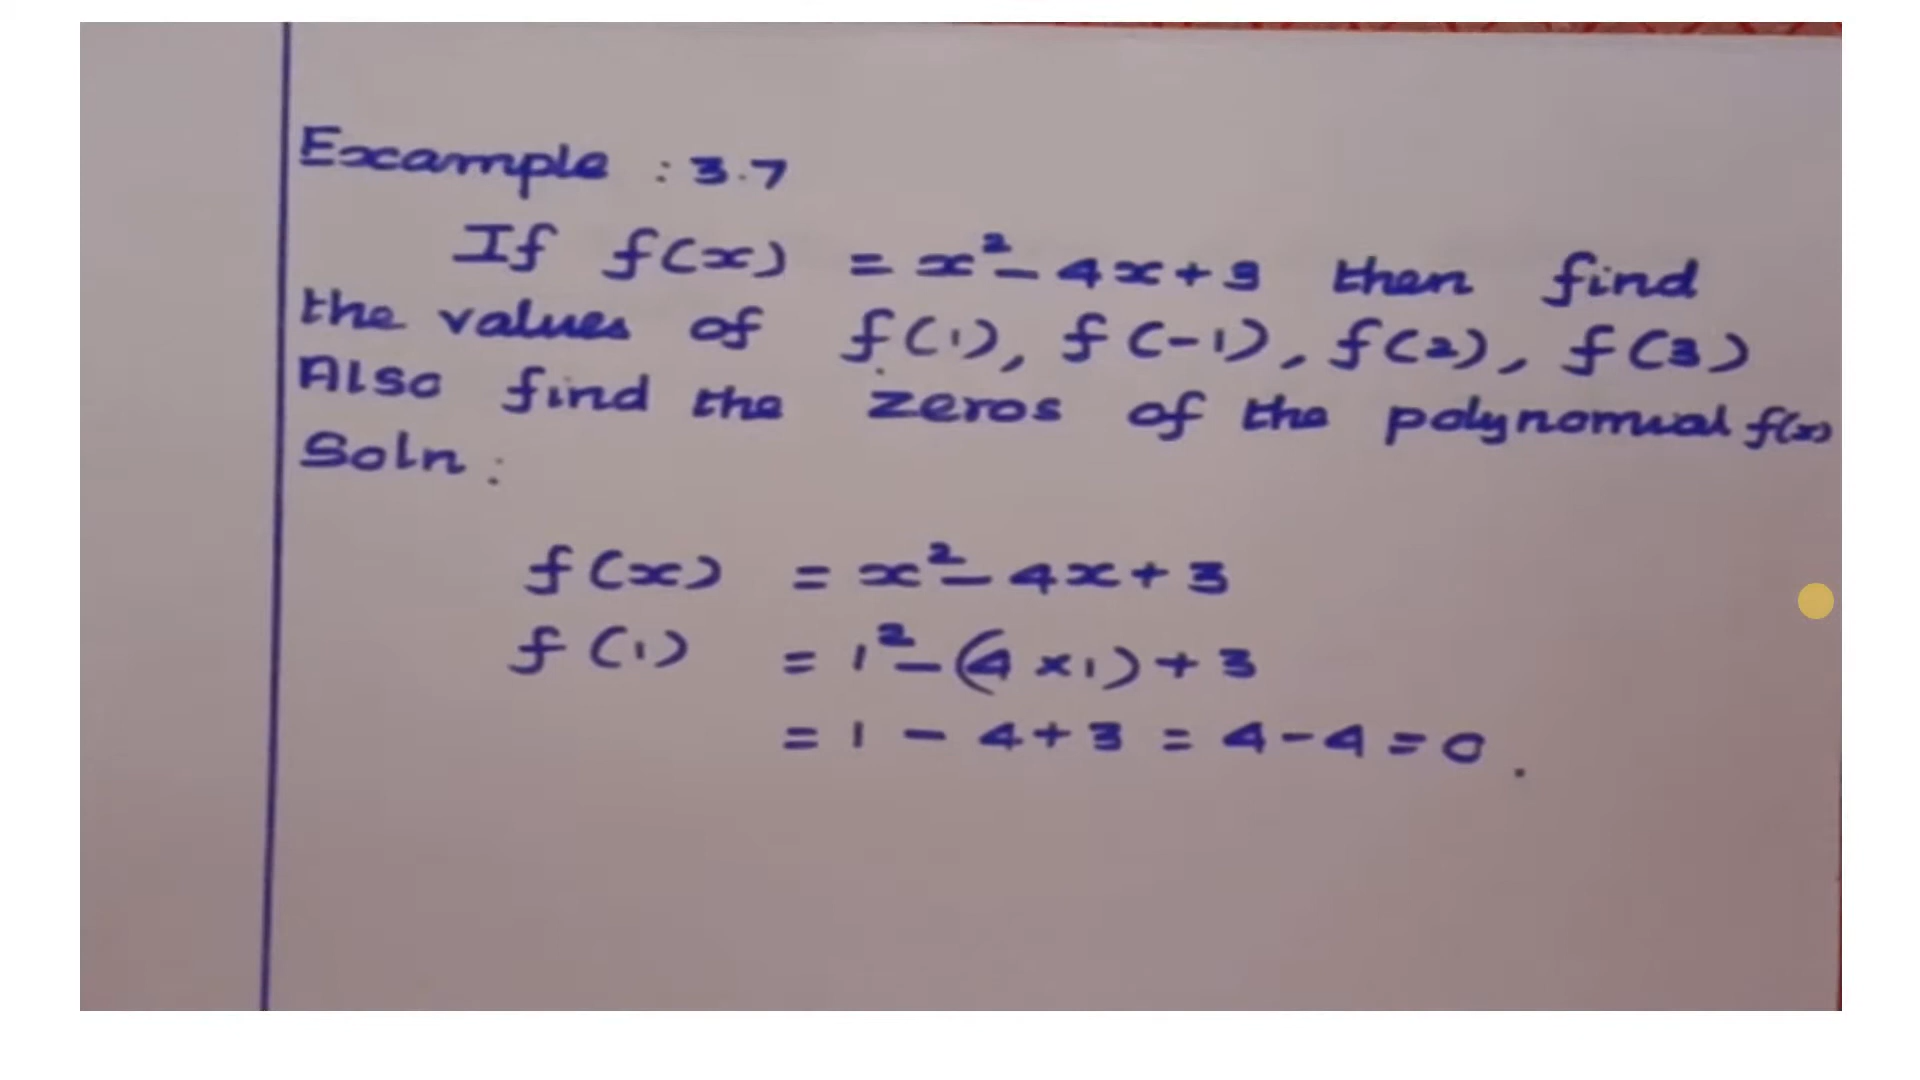 Example : 3.7
If f(x) = x² - 4x + 3 then find
the values of f(1), f(-1), f(2), f(3)
Also find the zeros of the polynomial f(x)
Soln :
f(x) = x² - 4x + 3
f(1) = 1² - (4 × 1) + 3
= 1 - 4 + 3 = 4 - 4 = 0.